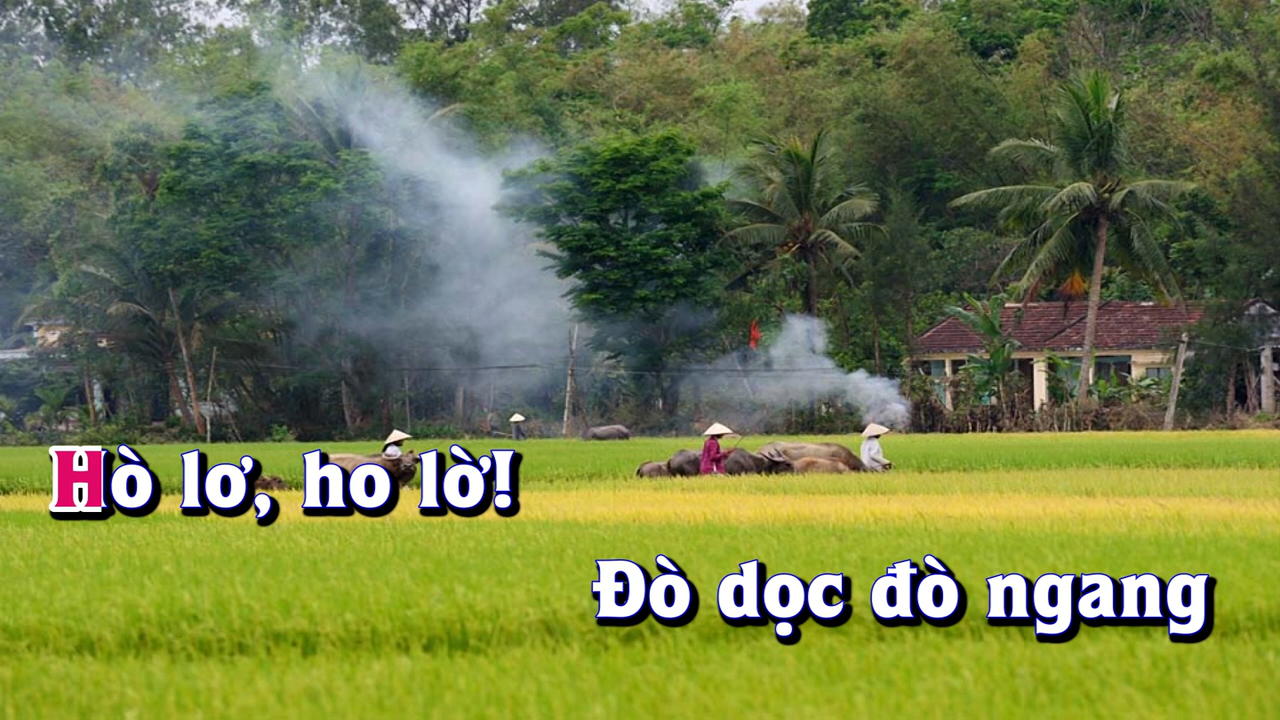 Hò lơ, ho lờ!
Đò dọc đò ngang